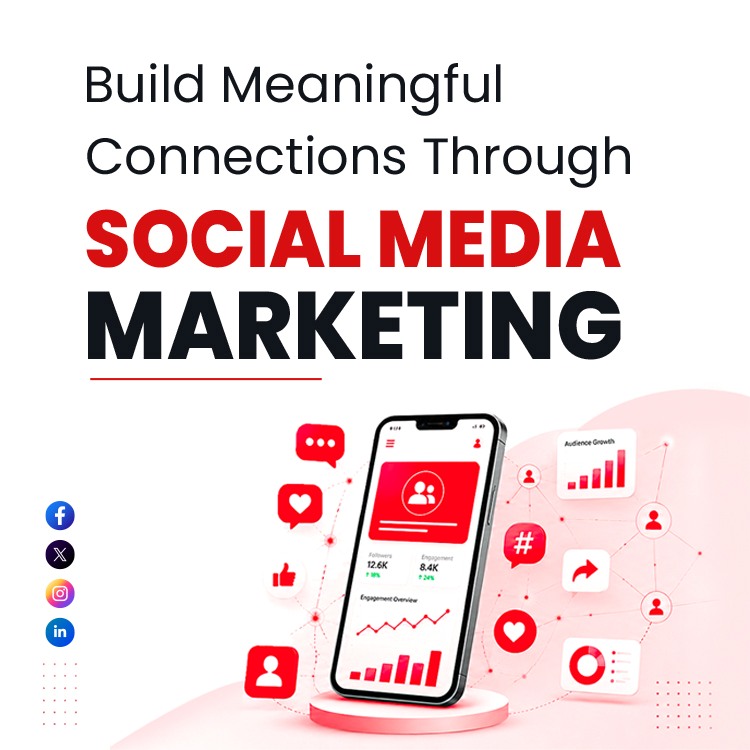 Build Meaningful
Connections Through
SOCIAL MEDIA
MARKETING
Audience Growth
Followers
Engagement
12.6K
8.4K
↑ 18%
↑ 24%
Engagement Overview
#
f
X
in